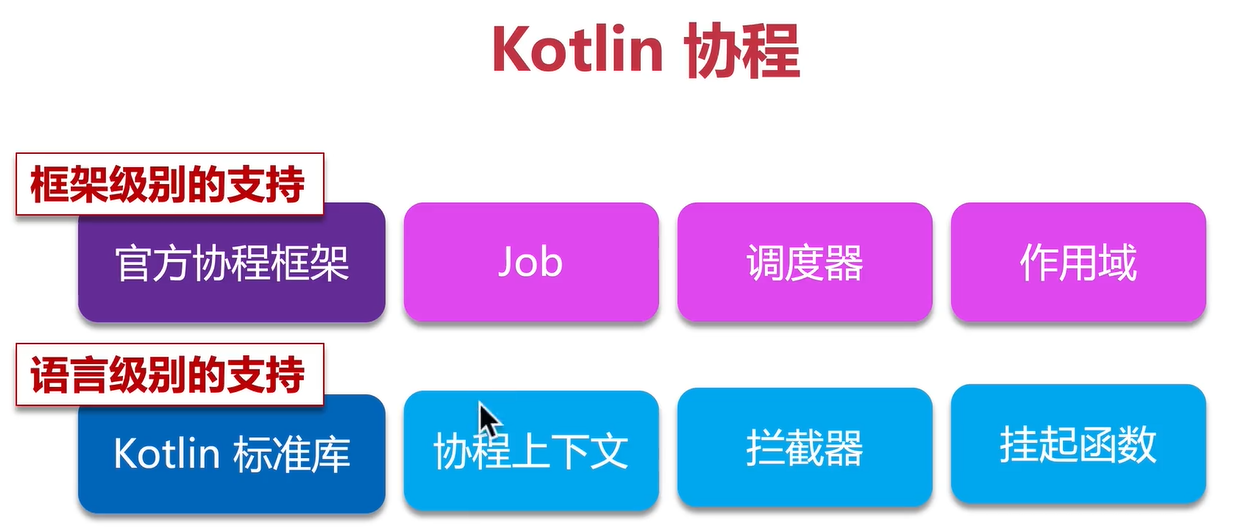 Kotlin 协程
框架级别的支持
官方协程框架
Job
调度器
作用域
语言级别的支持
Kotlin 标准库
协程上下文
拦截器
挂起函数